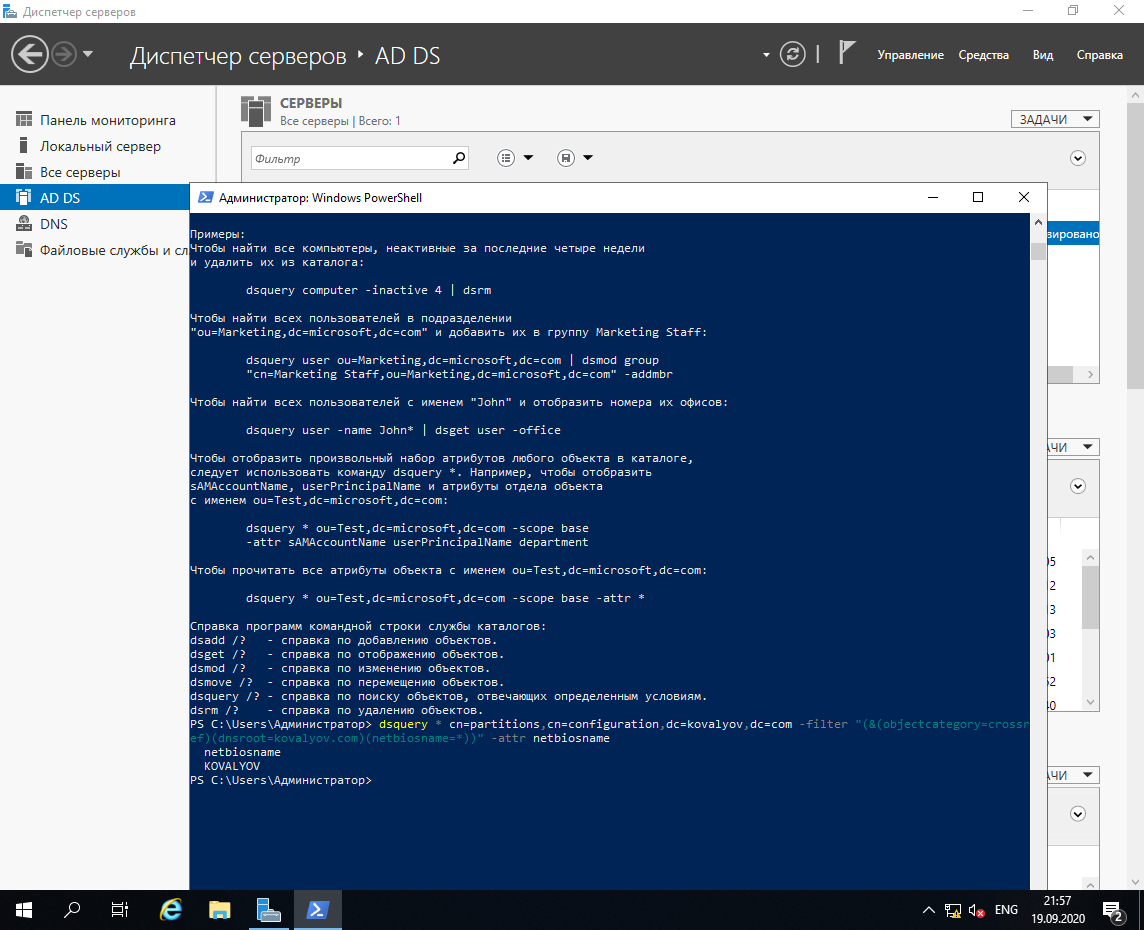 Диспетчер серверов
Диспетчер серверов ‣ AD DS
Управление Средства Вид Справка
Панель мониторинга
Локальный сервер
Все серверы
AD DS
DNS
Файловые службы и сл
СЕРВЕРЫ
Все серверы | Всего: 1
ЗАДАЧИ
Фильтр
Администратор: Windows PowerShell
Примеры:
Чтобы найти все компьютеры, неактивные за последние четыре недели
и удалить их из каталога:
dsquery computer -inactive 4 | dsrm
Чтобы найти всех пользователей в подразделении
"ou=Marketing,dc=microsoft,dc=com" и добавить их в группу Marketing Staff:
dsquery user ou=Marketing,dc=microsoft,dc=com | dsmod group
"cn=Marketing Staff,ou=Marketing,dc=microsoft,dc=com" -addmbr
Чтобы найти всех пользователей с именем "John" и отобразить номера их офисов:
dsquery user -name John* | dsget user -office
Чтобы отобразить произвольный набор атрибутов любого объекта в каталоге,
следует использовать команду dsquery *. Например, чтобы отобразить
sAMAccountName, userPrincipalName и атрибуты отдела объекта
с именем ou=Test,dc=microsoft,dc=com:
dsquery * ou=Test,dc=microsoft,dc=com -scope base
-attr sAMAccountName userPrincipalName department
Чтобы прочитать все атрибуты объекта с именем ou=Test,dc=microsoft,dc=com:
dsquery * ou=Test,dc=microsoft,dc=com -scope base -attr *
Справка программ командной строки службы каталогов:
dsadd /? - справка по добавлению объектов.
dsget /? - справка по отображению объектов.
dsmod /? - справка по изменению объектов.
dsmove /? - справка по перемещению объектов.
dsquery /? - справка по поиску объектов, отвечающих определенным условиям.
dsrm /? - справка по удалению объектов.
PS C:\Users\Администратор> dsquery * cn=partitions,cn=configuration,dc=kovalyov,dc=com -filter "(&(objectcategory=crossr
ef)(dnsroot=kovalyov.com)(netbiosname=*))" -attr netbiosname
netbiosname
KOVALYOV
PS C:\Users\Администратор>
зировано
АЧИ
05
12
13
03
01
52
40
АЧИ
ENG
21:57
19.09.2020
2